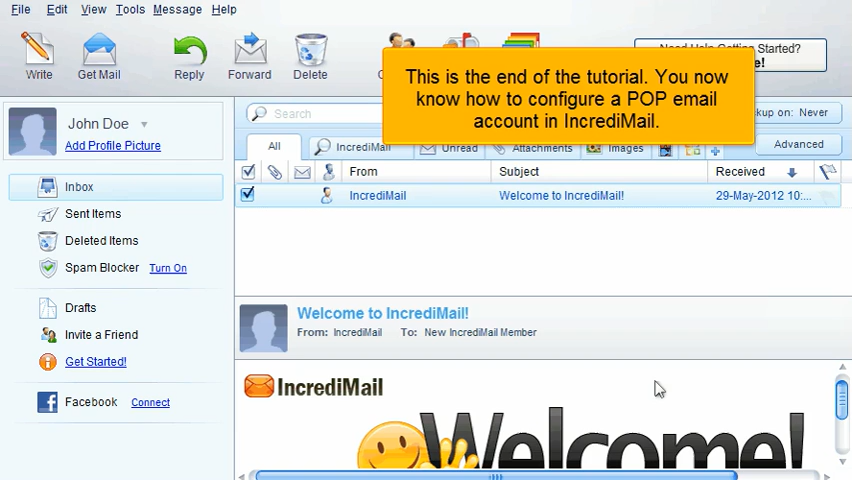 File Edit View Tools Message Help
Write
Get Mail
Reply
Forward
Delete
Need Help Getting Started?
This is the end of the tutorial. You now
know how to configure a POP email
account in IncrediMail.
John Doe
Add Profile Picture
Search
kup on: Never
All
IncrediMail
Unread
Attachments
Images
Advanced
From Subject Received
IncrediMail Welcome to IncrediMail! 29-May-2012 10:...
Inbox
Sent Items
Deleted Items
Spam Blocker Turn On
Drafts
Invite a Friend
Get Started!
Facebook Connect
Welcome to IncrediMail!
From: IncrediMail To: New IncrediMail Member
IncrediMail
Welcome!